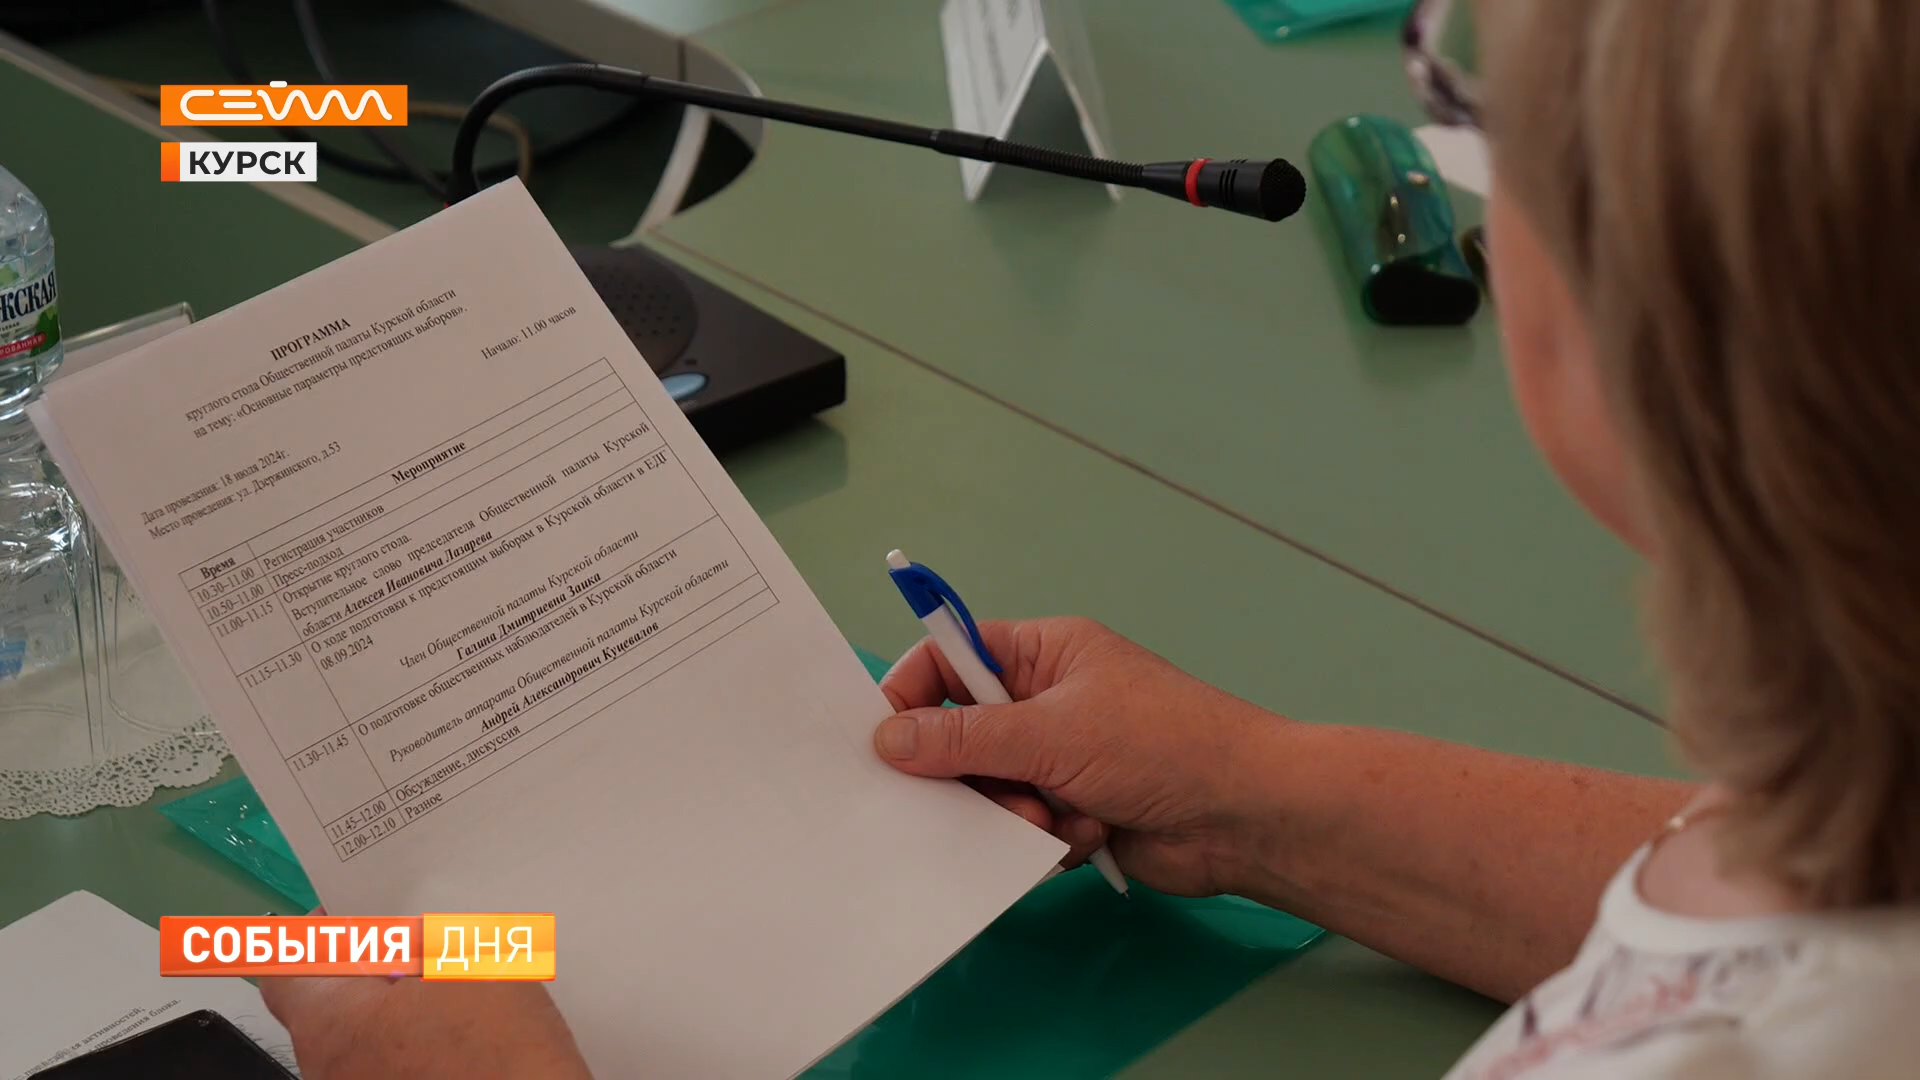 СЕЙМ
КУРСК
ЖСКАЯ
ПРОГРАММА
круглого стола Общественной палаты Курской области
на тему: «Основные параметры предстоящих выборов».
Начало: 11.00 часов
Дата проведения: 18 июля 2024г.
Место проведения: ул. Дзержинского, д.53
Время Мероприятие
10.30–11.00 Регистрация участников
10.50–11.00 Пресс-подход
11.00–11.15 Открытие круглого стола.
Вступительное слово председателя Общественной палаты Курской
области Алексея Ивановича Лазарева
11.15–11.30 О ходе подготовки к предстоящим выборам в Курской области в ЕДГ
08.09.2024
Член Общественной палаты Курской области
Галина Дмитриевна Заика
11.30–11.45 О подготовке общественных наблюдателей в Курской области
Руководитель аппарата Общественной палаты Курской области
Андрей Александрович Куцевалов
11.45–12.00 Обсуждение, дискуссия
12.00–12.10 Разное
СОБЫТИЯ ДНЯ
активностей,
проведения блока.